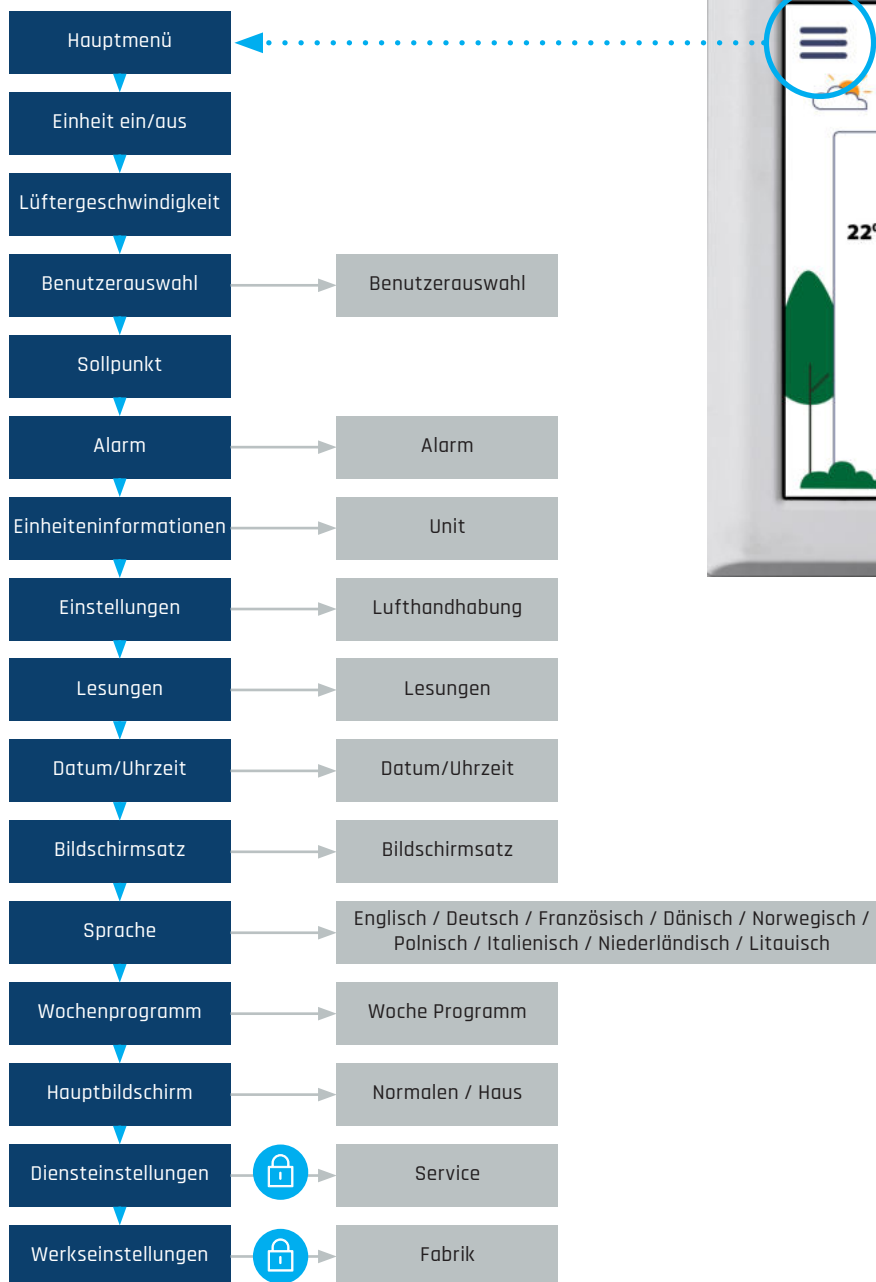 Hauptmenü
Einheit ein/aus
Lüftergeschwindigkeit
22°
Benutzerauswahl
Benutzerauswahl
Sollpunkt
Alarm
Alarm
Einheiteninformationen
Unit
Einstellungen
Lufthandhabung
Lesungen
Lesungen
Datum/Uhrzeit
Datum/Uhrzeit
Bildschirmsatz
Bildschirmsatz
Sprache
Englisch / Deutsch / Französisch / Dänisch / Norwegisch /
Polnisch / Italienisch / Niederländisch / Litauisch
Wochenprogramm
Woche Programm
Hauptbildschirm
Normalen / Haus
Diensteinstellungen
Service
Werkseinstellungen
Fabrik